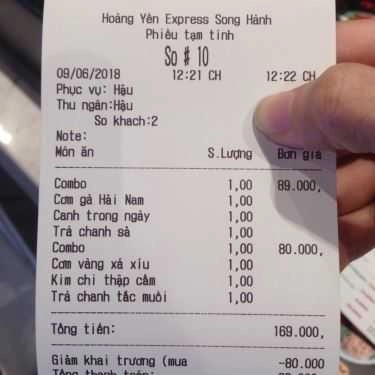 Hoàng Yến Express Song Hành
Phiếu tạm tính
So # 10
09/06/2018 12:21 CH 12:22 CH
Phục vụ: Hậu
Thu ngân:Hậu
So khach:2
Note:
Món ăn S.Lượng Đơn giá
Combo 1,00 89.000,
Cơm gà Hải Nam 1,00
Canh trong ngày 1,00
Trà chanh sả 1,00
Combo 1,00 80.000,
Cơm vàng xá xíu 1,00
Kim chi thập cẩm 1,00
Trà chanh tắc muối 1,00
Tổng tiền: 169.000,
Giảm khai trương (mua -80.000
Tổng thanh toán: